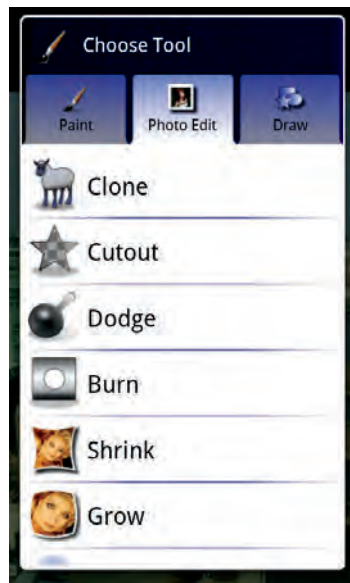 Choose Tool
Paint Photo Edit Draw
Clone
Cutout
Dodge
Burn
Shrink
Grow